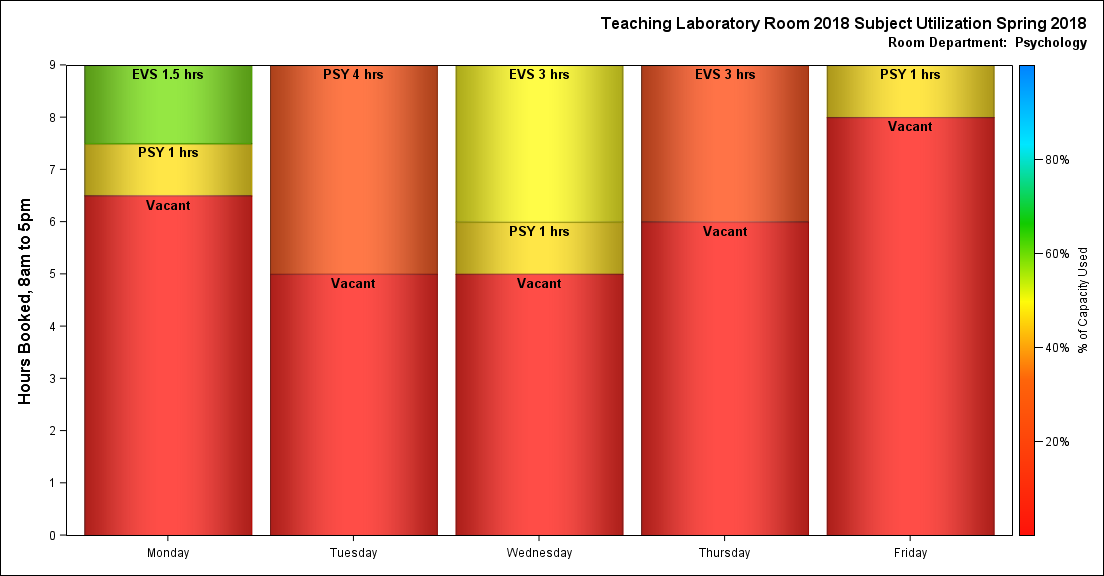 Teaching Laboratory Room 2018 Subject Utilization Spring 2018
Room Department:  Psychology
Hours Booked, 8am to 5pm
9
8
7
6
5
4
3
2
1
0
EVS 1.5 hrs
PSY 1 hrs
Vacant
PSY 4 hrs
Vacant
EVS 3 hrs
PSY 1 hrs
Vacant
EVS 3 hrs
Vacant
PSY 1 hrs
Vacant
Monday
Tuesday
Wednesday
Thursday
Friday
80%
60%
40%
20%
% of Capacity Used